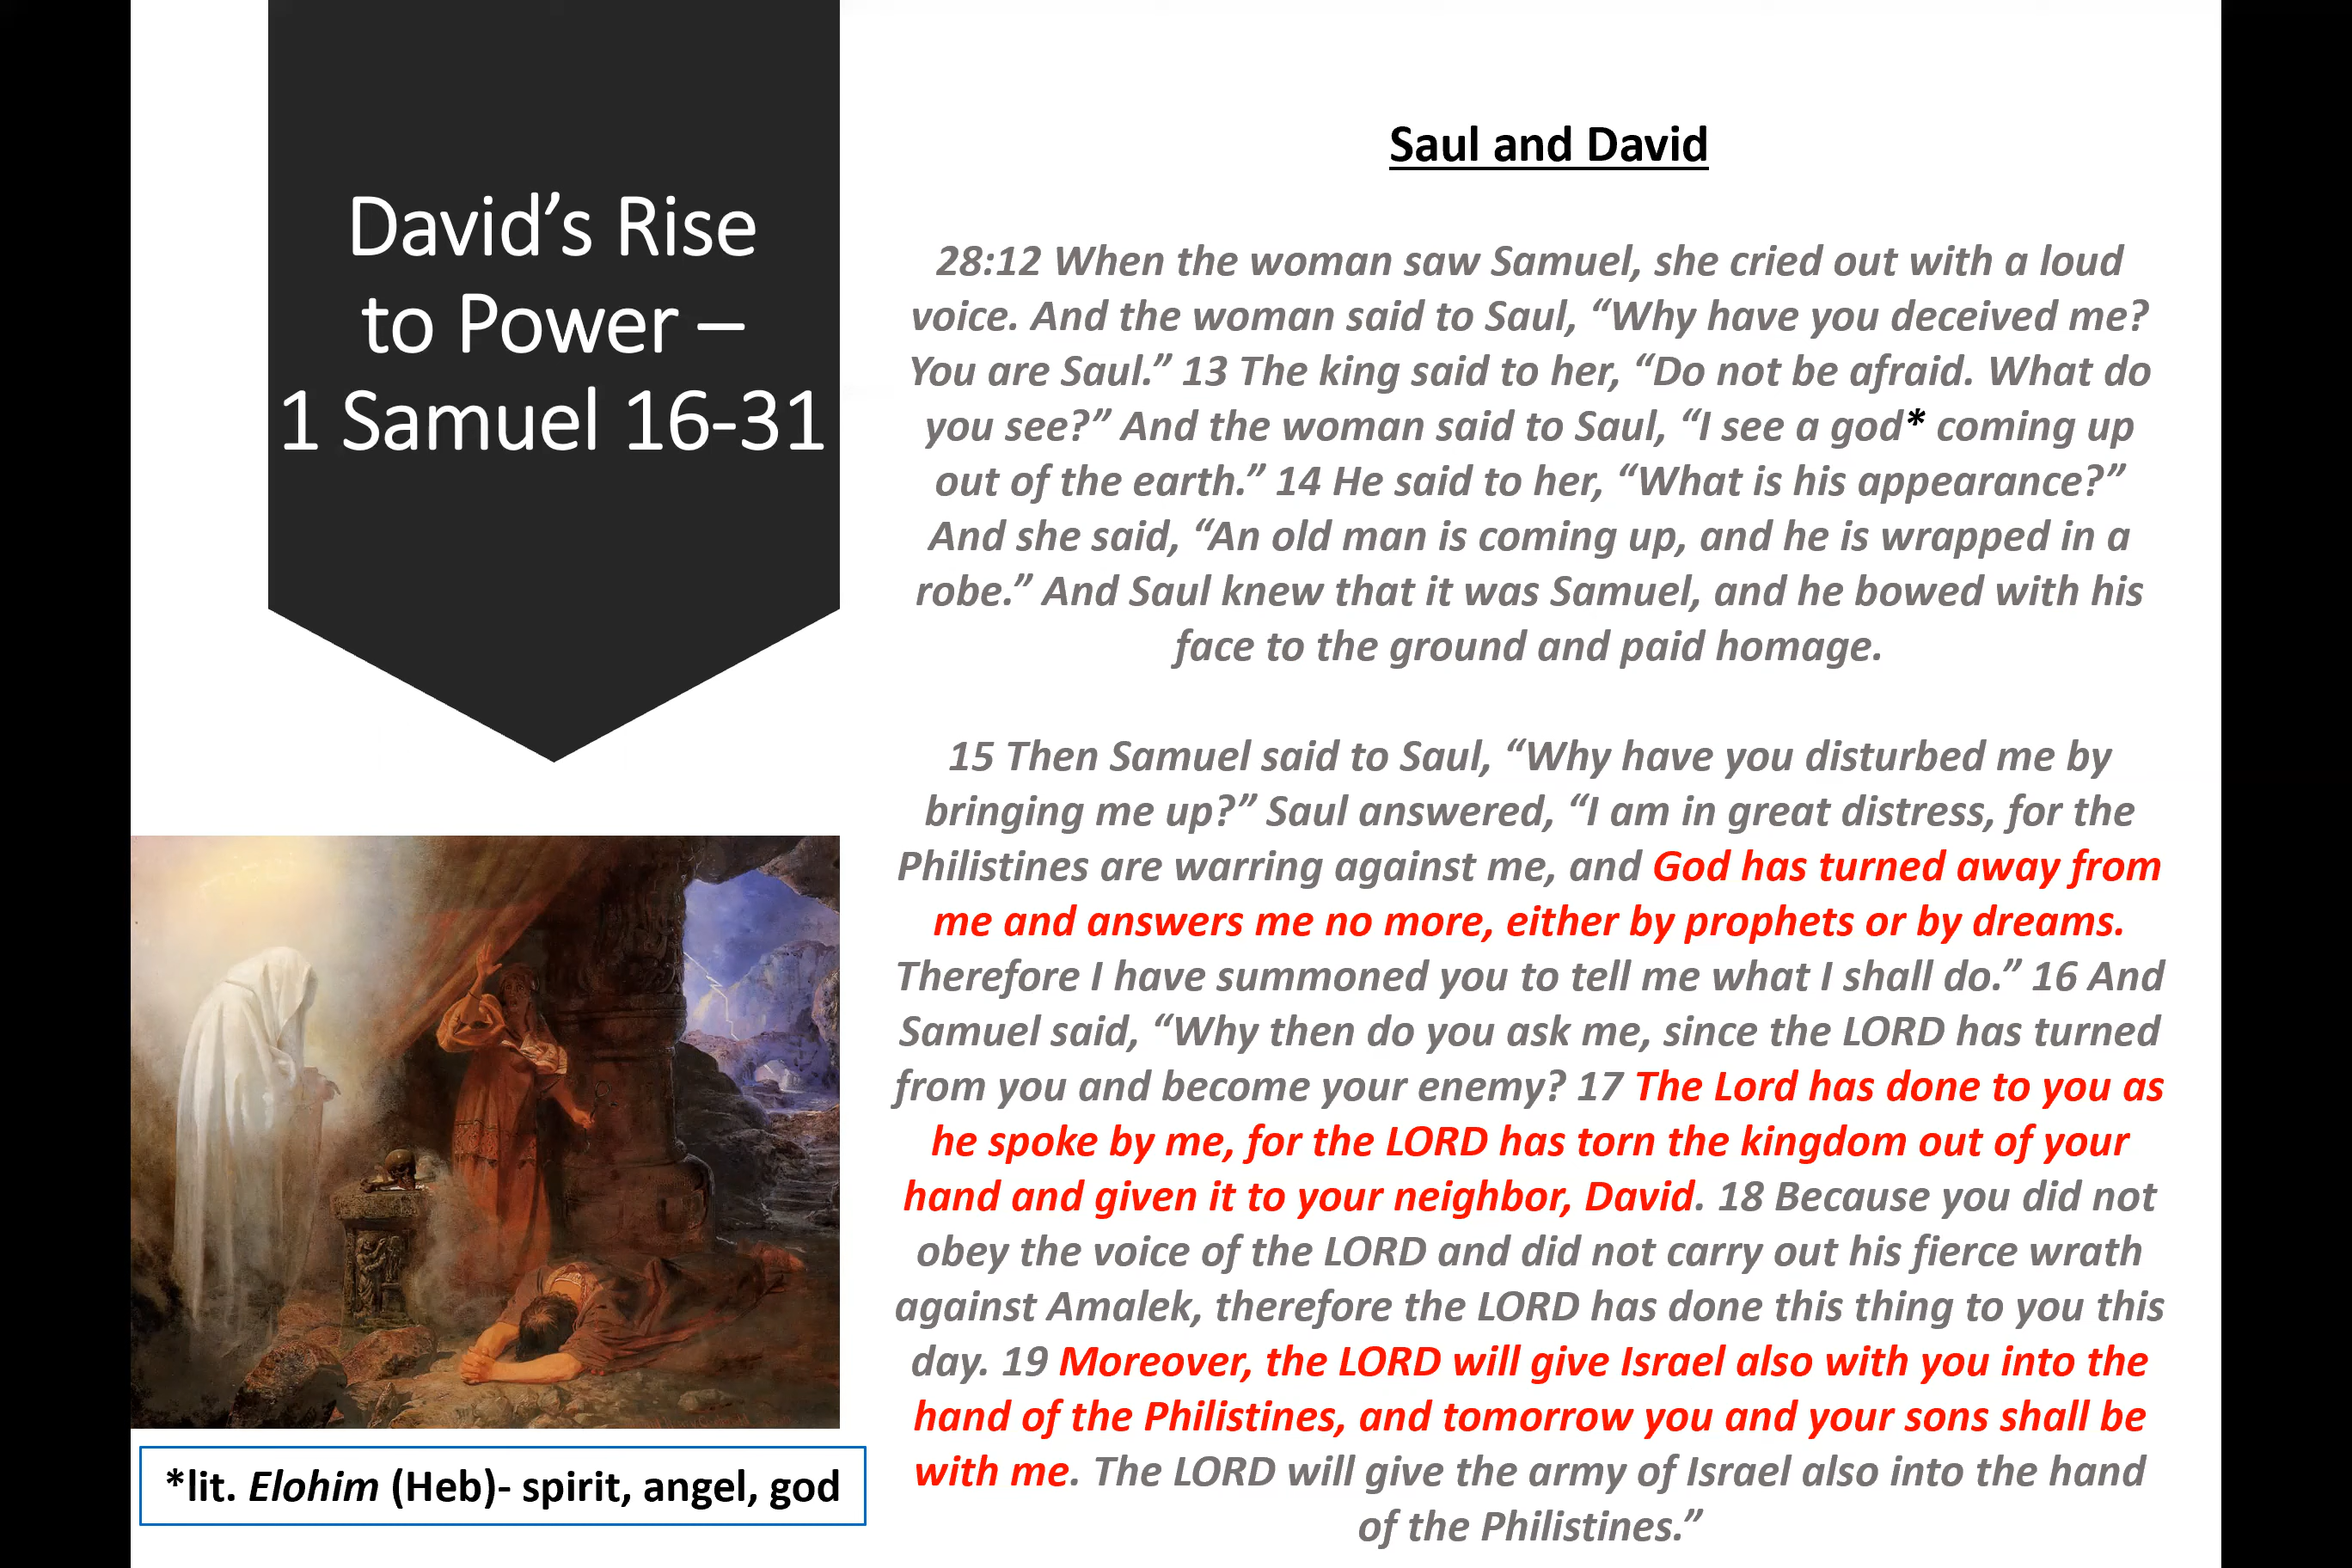 David’s Rise
to Power –
1 Samuel 16-31
Saul and David
28:12 When the woman saw Samuel, she cried out with a loud
voice. And the woman said to Saul, “Why have you deceived me?
You are Saul.” 13 The king said to her, “Do not be afraid. What do
you see?” And the woman said to Saul, “I see a god* coming up
out of the earth.” 14 He said to her, “What is his appearance?”
And she said, “An old man is coming up, and he is wrapped in a
robe.” And Saul knew that it was Samuel, and he bowed with his
face to the ground and paid homage.
15 Then Samuel said to Saul, “Why have you disturbed me by
bringing me up?” Saul answered, “I am in great distress, for the
Philistines are warring against me, and God has turned away from
me and answers me no more, either by prophets or by dreams.
Therefore I have summoned you to tell me what I shall do.” 16 And
Samuel said, “Why then do you ask me, since the LORD has turned
from you and become your enemy? 17 The Lord has done to you as
he spoke by me, for the LORD has torn the kingdom out of your
hand and given it to your neighbor, David. 18 Because you did not
obey the voice of the LORD and did not carry out his fierce wrath
against Amalek, therefore the LORD has done this thing to you this
day. 19 Moreover, the LORD will give Israel also with you into the
hand of the Philistines, and tomorrow you and your sons shall be
with me. The LORD will give the army of Israel also into the hand
of the Philistines.”
*lit. Elohim (Heb)- spirit, angel, god